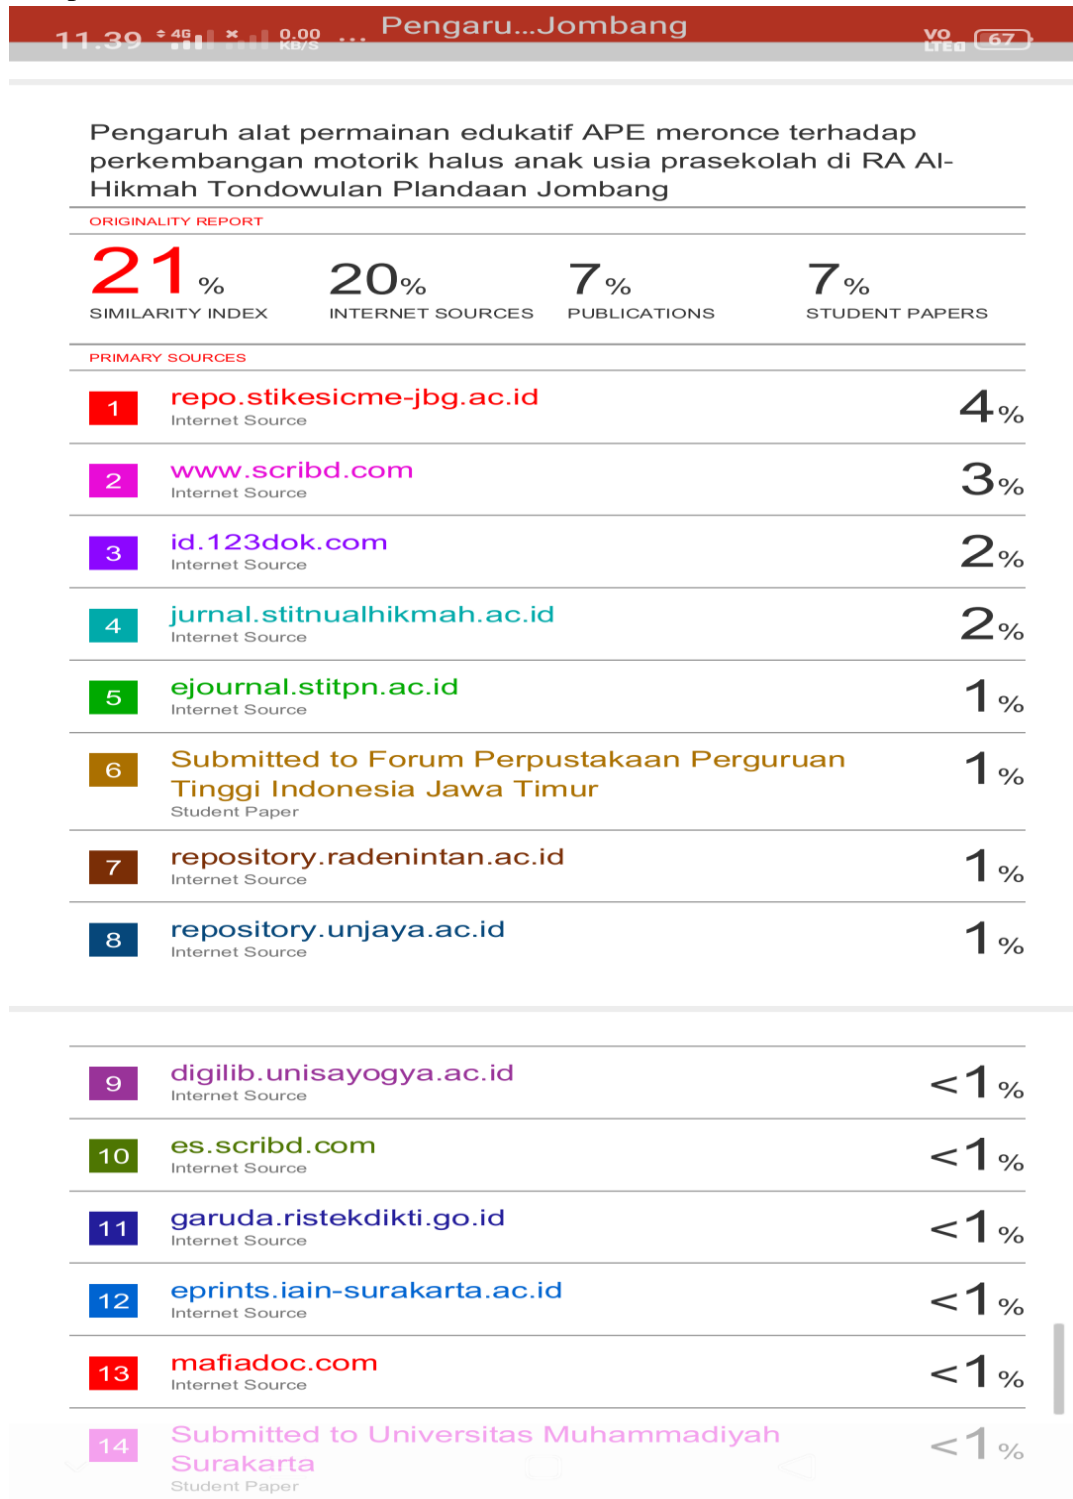 11.39 4G 0.00 KB/S ... Pengaru...Jombang VO LTE 67
Pengaruh alat permainan edukatif APE meronce terhadap
perkembangan motorik halus anak usia prasekolah di RA Al-
Hikmah Tondowulan Plandaan Jombang
ORIGINALITY REPORT
21% 20% 7% 7%
SIMILARITY INDEX INTERNET SOURCES PUBLICATIONS STUDENT PAPERS
PRIMARY SOURCES
1 repo.stikesicme-jbg.ac.id 4%
Internet Source
2 www.scribd.com 3%
Internet Source
3 id.123dok.com 2%
Internet Source
4 jurnal.stitnualhikmah.ac.id 2%
Internet Source
5 ejournal.stitpn.ac.id 1%
Internet Source
6 Submitted to Forum Perpustakaan Perguruan 1%
Tinggi Indonesia Jawa Timur
Student Paper
7 repository.radenintan.ac.id 1%
Internet Source
8 repository.unjaya.ac.id 1%
Internet Source
9 digilib.unisayogya.ac.id <1%
Internet Source
10 es.scribd.com <1%
Internet Source
11 garuda.ristekdikti.go.id <1%
Internet Source
12 eprints.iain-surakarta.ac.id <1%
Internet Source
13 mafiadoc.com <1%
Internet Source
14 Submitted to Universitas Muhammadiyah <1%
Surakarta
Student Paper